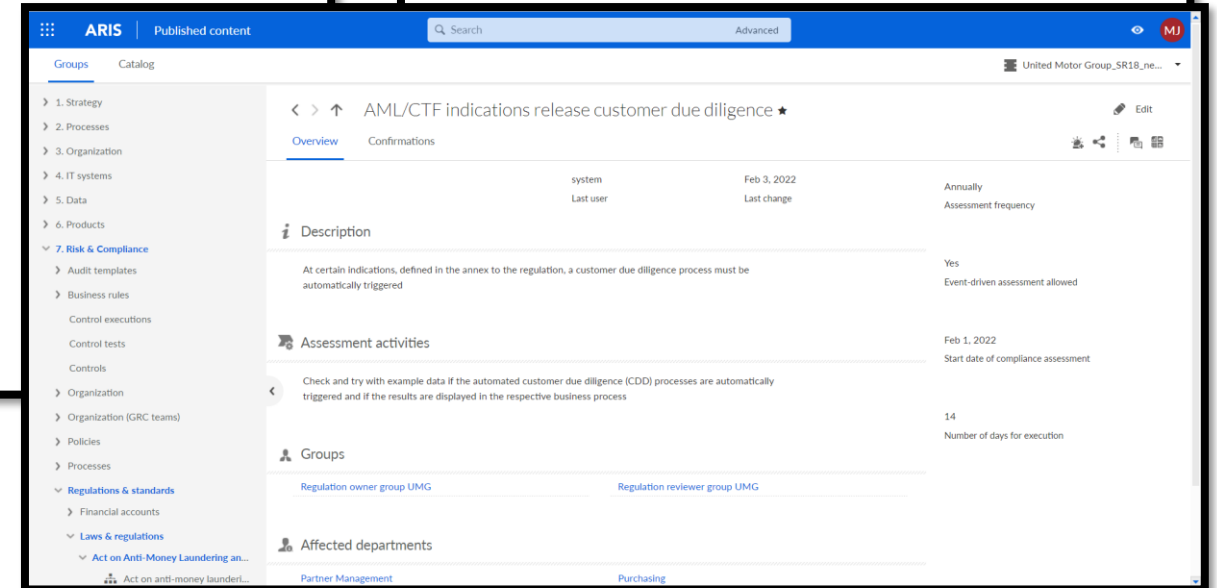 ARIS Published content Search Advanced MJ
Groups Catalog United Motor Group_SR18_ne...
1. Strategy
2. Processes
3. Organization
4. IT systems
5. Data
6. Products
7. Risk & Compliance
Audit templates
Business rules
Control executions
Control tests
Controls
Organization
Organization (GRC teams)
Policies
Processes
Regulations & standards
Financial accounts
Laws & regulations
Act on Anti-Money Laundering an...
Act on anti-money launderi...
AML/CTF indications release customer due diligence ★ Edit
Overview Confirmations
system Feb 3, 2022
Last user Last change
Description
At certain indications, defined in the annex to the regulation, a customer due diligence process must be
automatically triggered
Assessment activities
Check and try with example data if the automated customer due diligence (CDD) processes are automatically
triggered and if the results are displayed in the respective business process
Groups
Regulation owner group UMG Regulation reviewer group UMG
Affected departments
Partner Management Purchasing
Annually
Assessment frequency
Yes
Event-driven assessment allowed
Feb 1, 2022
Start date of compliance assessment
14
Number of days for execution